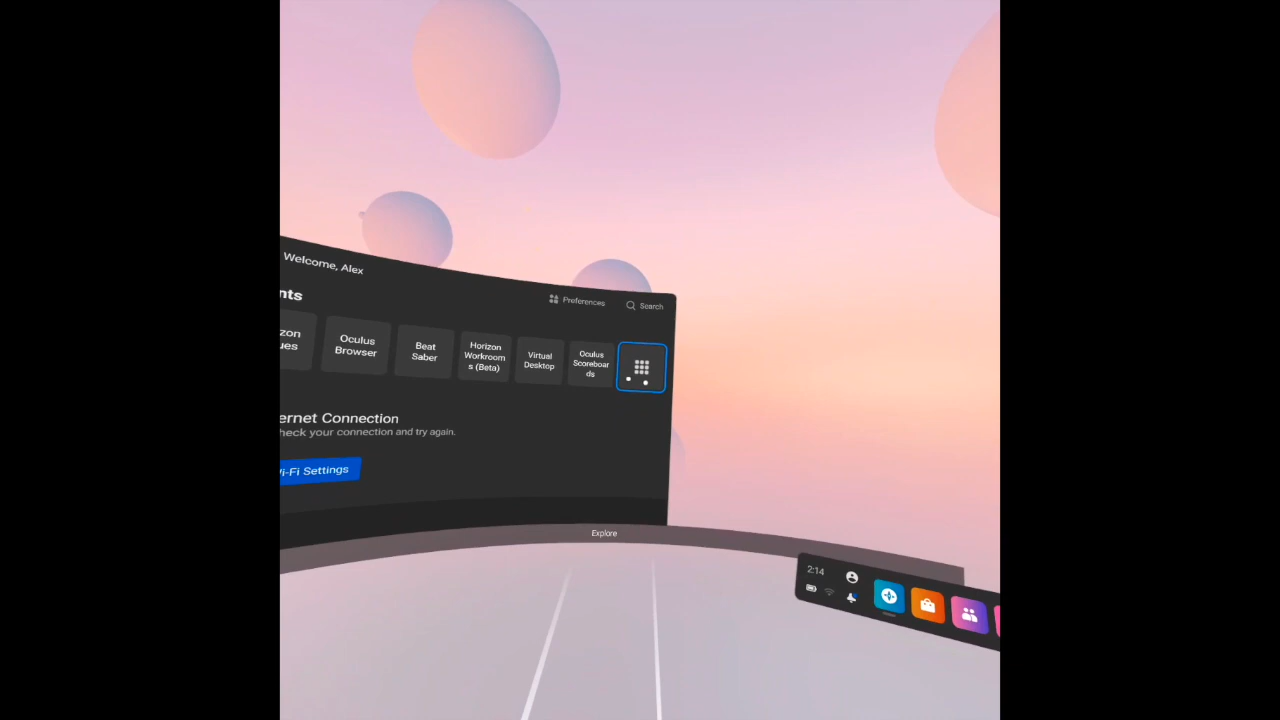 Welcome, Alex
nts
Preferences
Search
zon
ues
Oculus
Browser
Beat
Saber
Horizon
Workroom
s (Beta)
Virtual
Desktop
Oculus
Scoreboar
ds
ernet Connection
heck your connection and try again.
i-Fi Settings
Explore
2:14